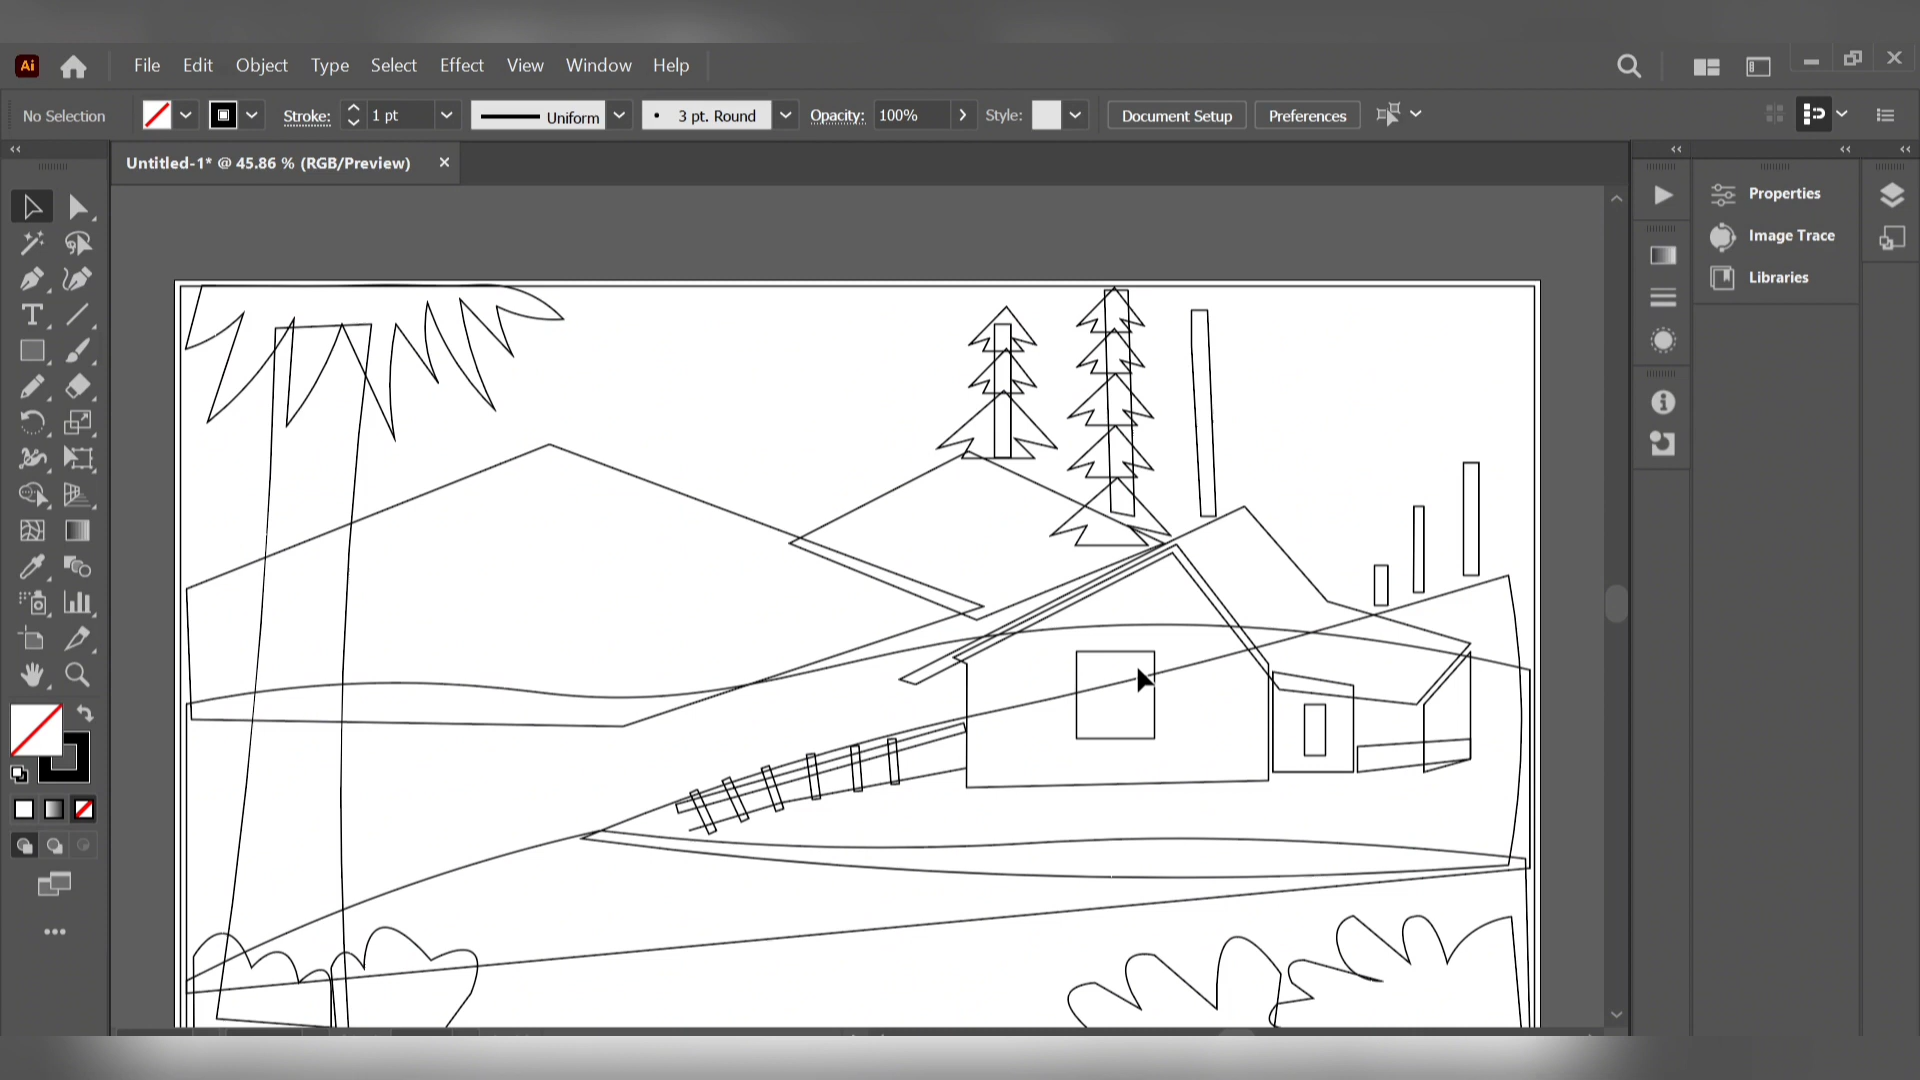 Ai File Edit Object Type Select Effect View Window Help
No Selection Stroke: 1 pt Uniform 3 pt. Round Opacity: 100% Style: Document Setup Preferences
Untitled-1* @ 45.86 % (RGB/Preview)
Properties
Image Trace
Libraries